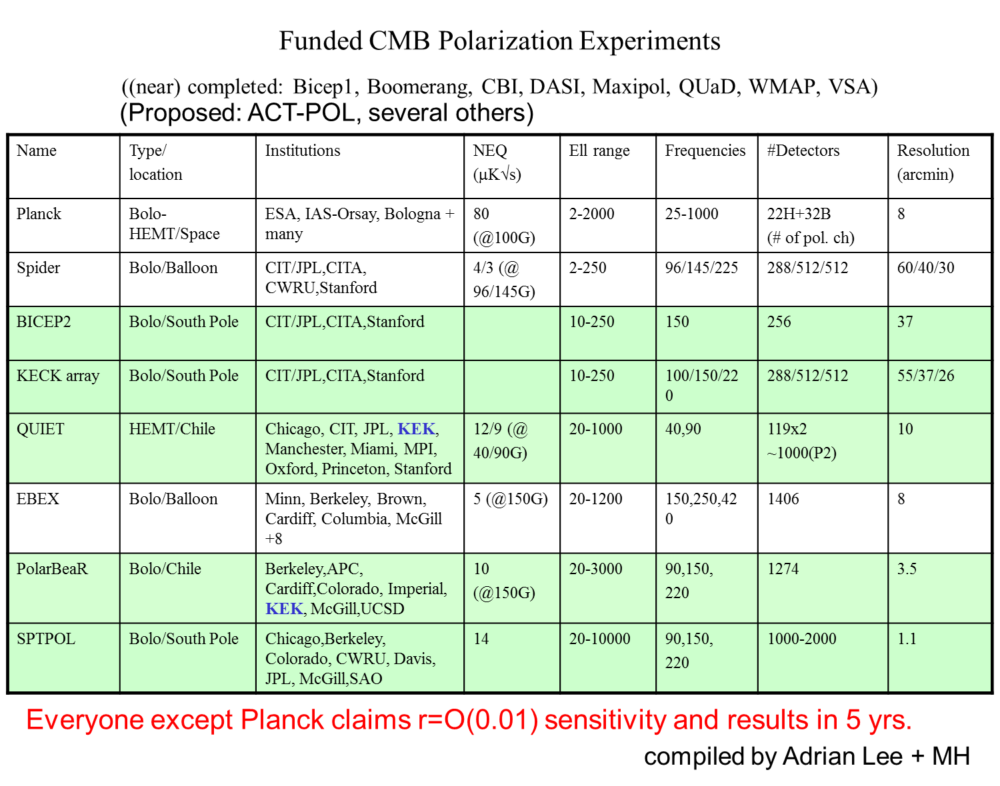 Funded CMB Polarization Experiments
((near) completed: Bicep1, Boomerang, CBI, DASI, Maxipol, QUaD, WMAP, VSA)
(Proposed: ACT-POL, several others)
Name
Type/
location
Institutions
NEQ
(μK√s)
Ell range
Frequencies
#Detectors
Resolution
(arcmin)
Planck
Bolo-
HEMT/Space
ESA, IAS-Orsay, Bologna +
many
80
(@100G)
2-2000
25-1000
22H+32B
(# of pol. ch)
8
Spider
Bolo/Balloon
CIT/JPL,CITA,
CWRU,Stanford
4/3 (@
96/145G)
2-250
96/145/225
288/512/512
60/40/30
BICEP2
Bolo/South Pole
CIT/JPL,CITA,Stanford
10-250
150
256
37
KECK array
Bolo/South Pole
CIT/JPL,CITA,Stanford
10-250
100/150/22
0
288/512/512
55/37/26
QUIET
HEMT/Chile
Chicago, CIT, JPL, KEK,
Manchester, Miami, MPI,
Oxford, Princeton, Stanford
12/9 (@
40/90G)
20-1000
40,90
119x2
~1000(P2)
10
EBEX
Bolo/Balloon
Minn, Berkeley, Brown,
Cardiff, Columbia, McGill
+8
5 (@150G)
20-1200
150,250,42
0
1406
8
PolarBeaR
Bolo/Chile
Berkeley,APC,
Cardiff,Colorado, Imperial,
KEK, McGill,UCSD
10
(@150G)
20-3000
90,150,
220
1274
3.5
SPTPOL
Bolo/South Pole
Chicago,Berkeley,
Colorado, CWRU, Davis,
JPL, McGill,SAO
14
20-10000
90,150,
220
1000-2000
1.1
Everyone except Planck claims r=O(0.01) sensitivity and results in 5 yrs.
compiled by Adrian Lee + MH